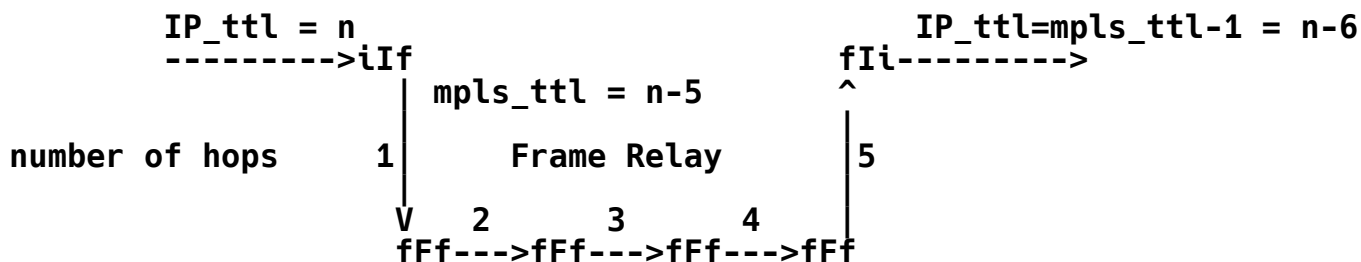 IP_ttl = n IP_ttl=mpls_ttl-1 = n-6
--------->iIf fIi--------->
| mpls_ttl = n-5 ^
| |
number of hops 1| Frame Relay |5
| |
V 2 3 4 |
fFf--->fFf--->fFf--->fFf